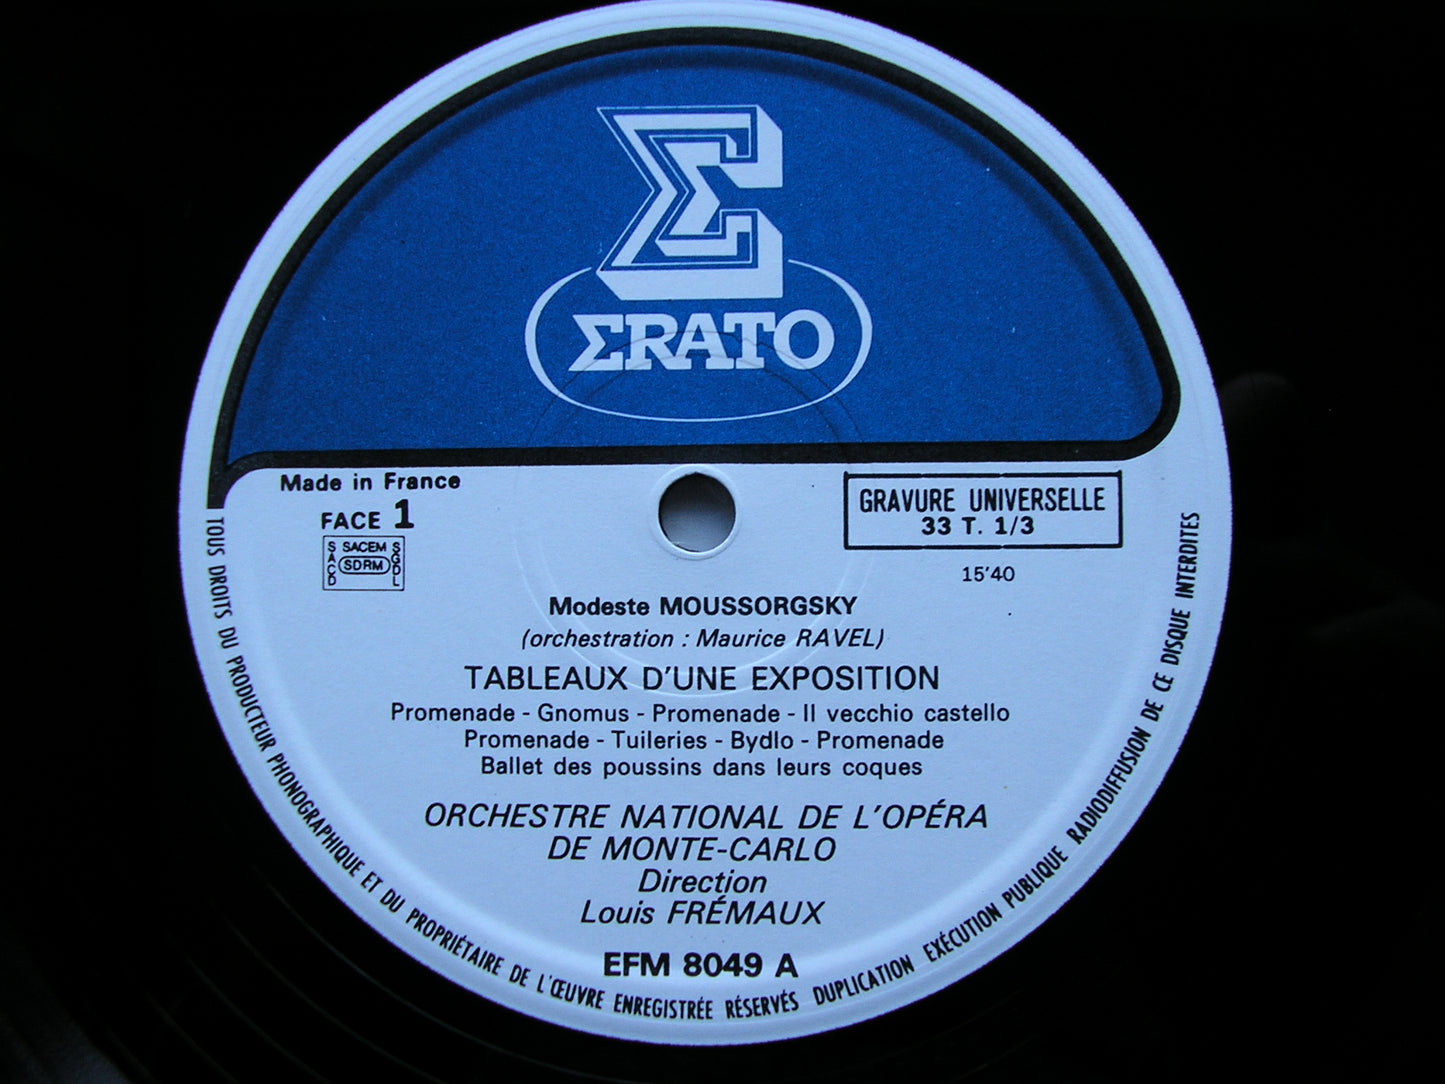 Σ
ΣRATO
Made in France
FACE 1
SACEM
SACD
SDRM
SGDL
GRAVURE UNIVERSELLE
33 T. 1/3
15'40
Modeste MOUSSORGSKY
(orchestration : Maurice RAVEL)
TABLEAUX D'UNE EXPOSITION
Promenade - Gnomus - Promenade - Il vecchio castello
Promenade - Tuileries - Bydlo - Promenade
Ballet des poussins dans leurs coques
ORCHESTRE NATIONAL DE L'OPÉRA
DE MONTE-CARLO
Direction
Louis FRÉMAUX
EFM 8049 A
TOUS DROITS DU PRODUCTEUR PHONOGRAPHIQUE ET DU PROPRIÉTAIRE DE L'ŒUVRE ENREGISTRÉE RÉSERVÉS DUPLICATION EXÉCUTION PUBLIQUE RADIODIFFUSION DE CE DISQUE INTERDITES